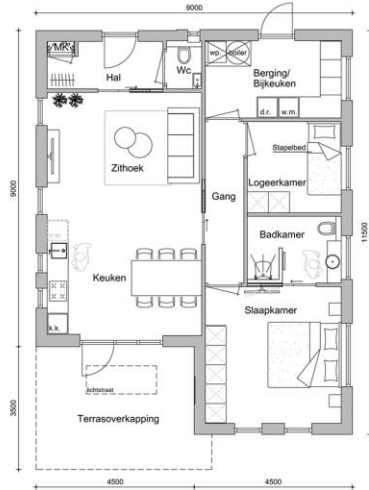 9000
MK
Hal
Wc
wp.
boiler
Berging/
Bijkeuken
d.r.
w.m.
Zithoek
Stapelbed
Logeerkamer
Gang
9000
11500
Badkamer
Keuken
Slaapkamer
k.k.
lichtstraat
Terrasoverkapping
3500
4500
4500